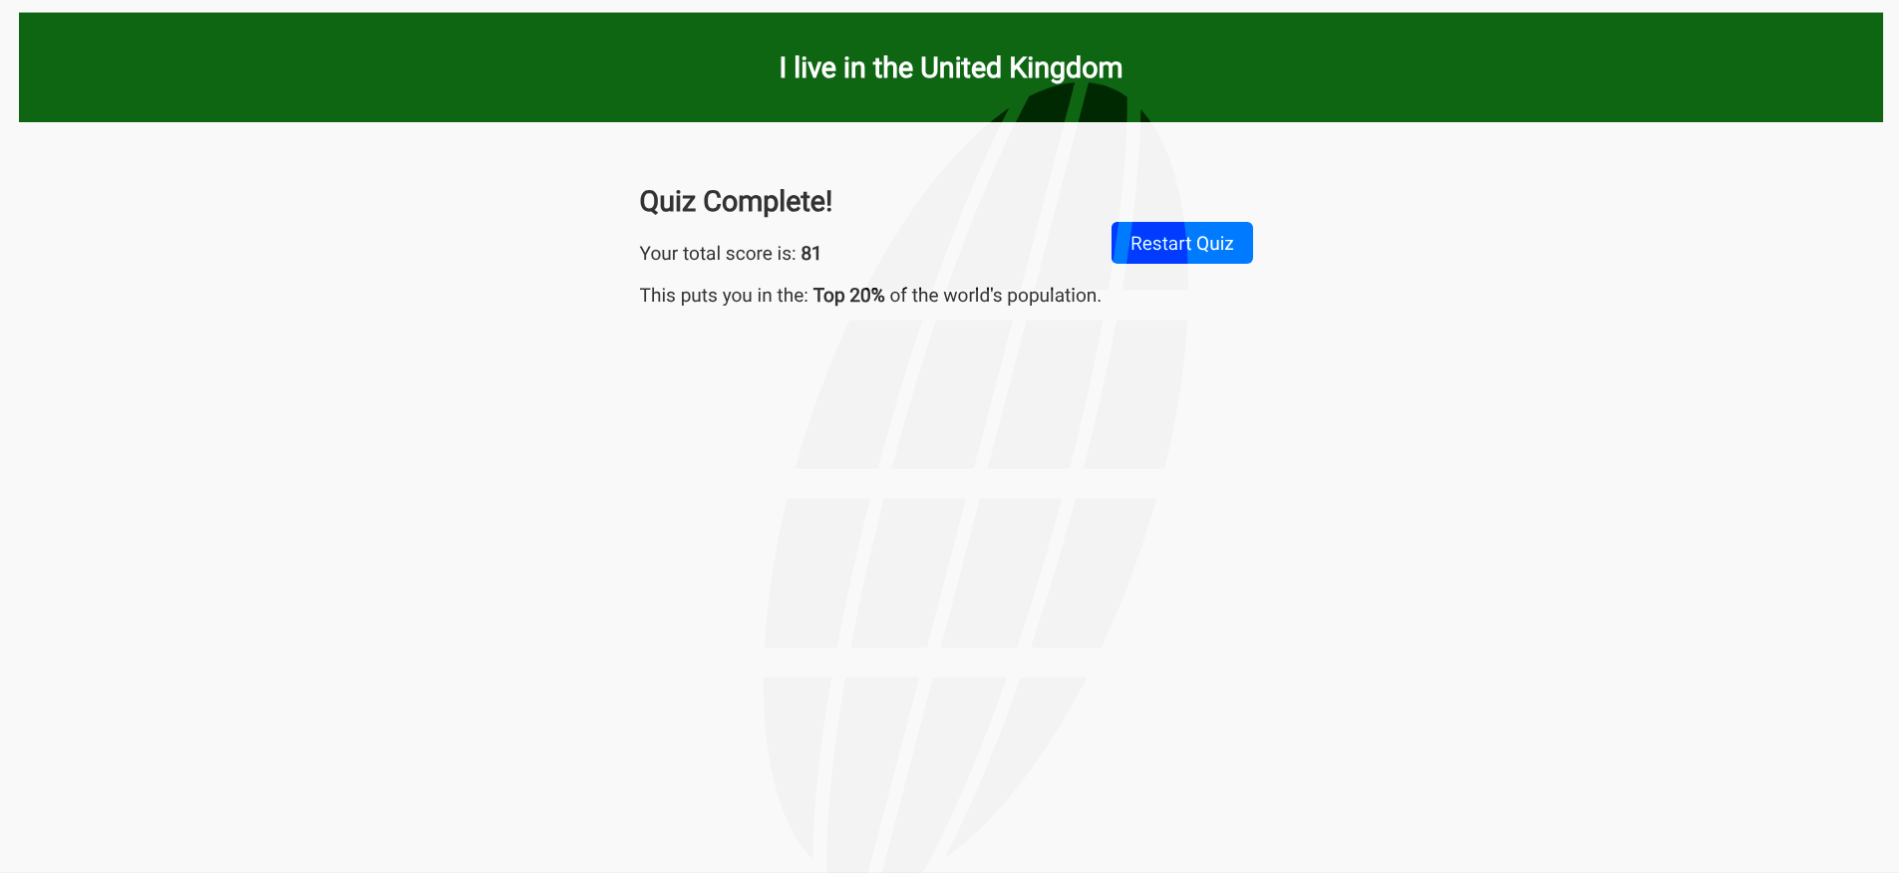 I live in the United Kingdom
Quiz Complete!
Your total score is: 81
Restart Quiz
This puts you in the: Top 20% of the world's population.